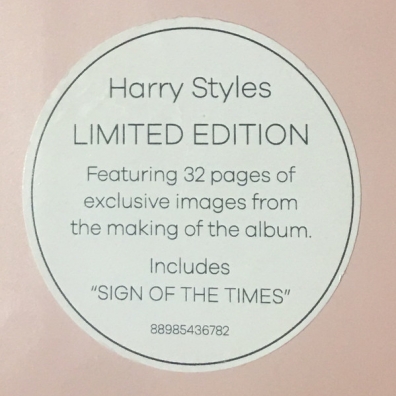 Harry Styles
LIMITED EDITION
Featuring 32 pages of
exclusive images from
the making of the album.
Includes
“SIGN OF THE TIMES”
88985436782